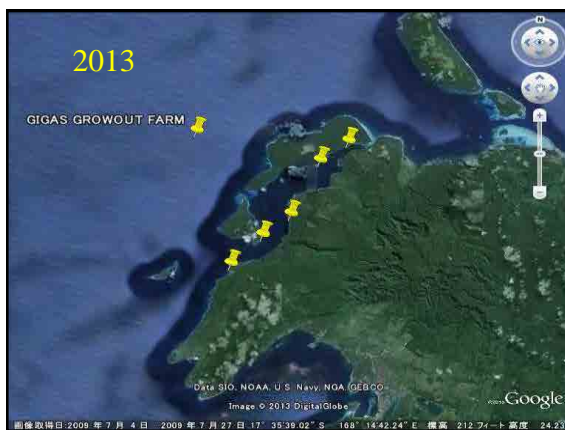 2013
N
GIGAS GROWOUT FARM
Data SIO, NOAA, U.S. Navy, NGA, GEBCO
Image © 2013 DigitalGlobe
Google
画像取得日:2009 年 7 月 4 日 2009 年 7 月 27 日 17° 35'39.02" S 168° 14'42.24" E 標高 212 フィート 高度 24.23